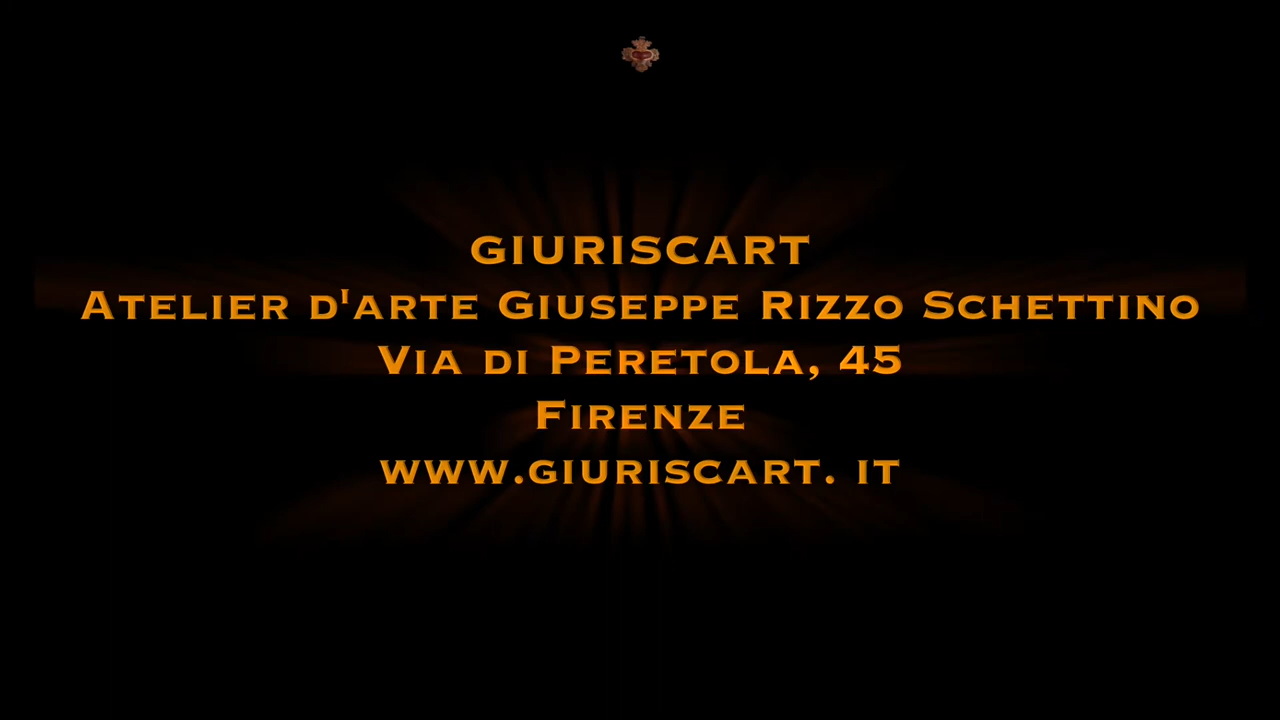 GIURISCART
Atelier d'arte Giuseppe Rizzo Schettino
Via di Peretola, 45
Firenze
www.giuriscart. it